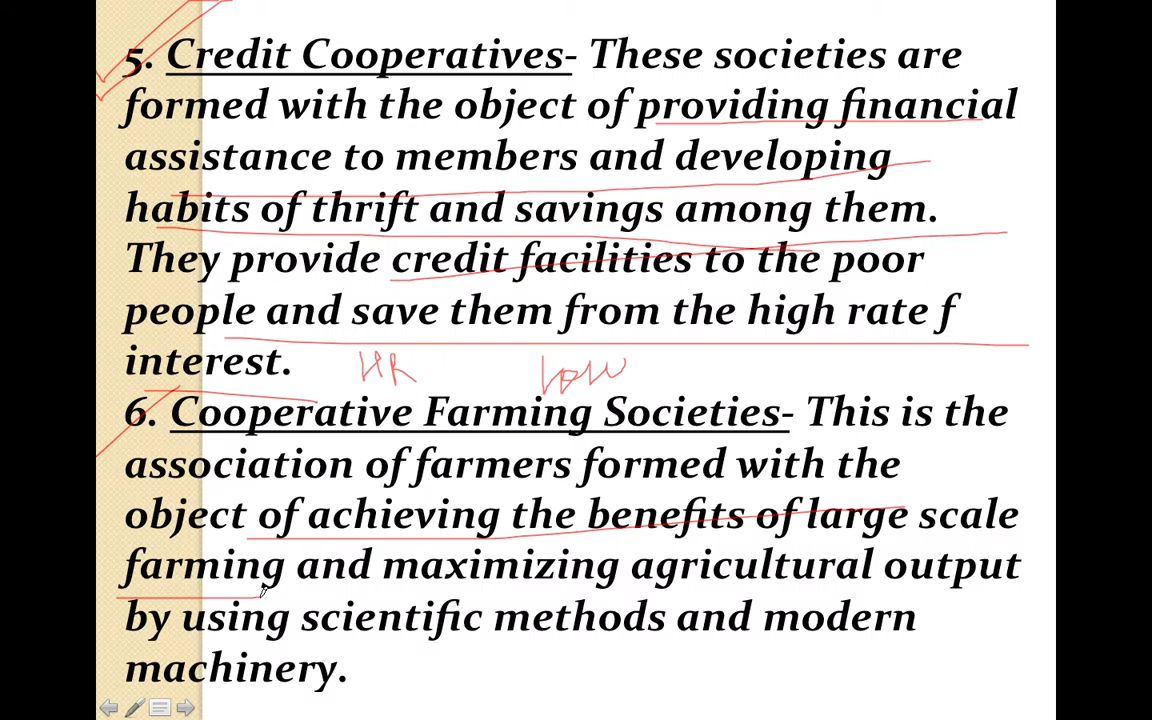 5. Credit Cooperatives- These societies are
formed with the object of providing financial
assistance to members and developing
habits of thrift and savings among them.
They provide credit facilities to the poor
people and save them from the high rate f
interest.
HR low
6. Cooperative Farming Societies- This is the
association of farmers formed with the
object of achieving the benefits of large scale
farming and maximizing agricultural output
by using scientific methods and modern
machinery.